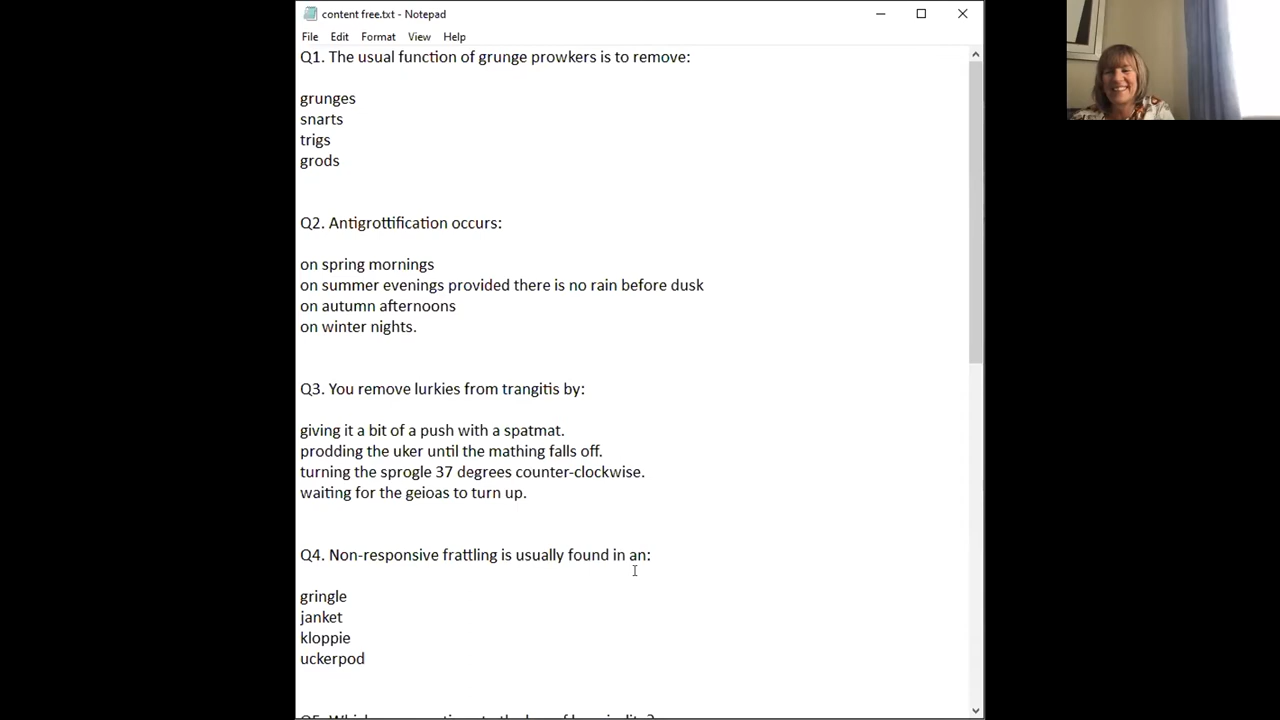 content free.txt - Notepad
File Edit Format View Help
Q1. The usual function of grunge prowkers is to remove:
grunges
snarts
trigs
grods
Q2. Antigrottification occurs:
on spring mornings
on summer evenings provided there is no rain before dusk
on autumn afternoons
on winter nights.
Q3. You remove lurkies from trangitis by:
giving it a bit of a push with a spatmat.
prodding the uker until the mathing falls off.
turning the sprogle 37 degrees counter-clockwise.
waiting for the geioas to turn up.
Q4. Non-responsive frattling is usually found in an:
gringle
janket
kloppie
uckerpod